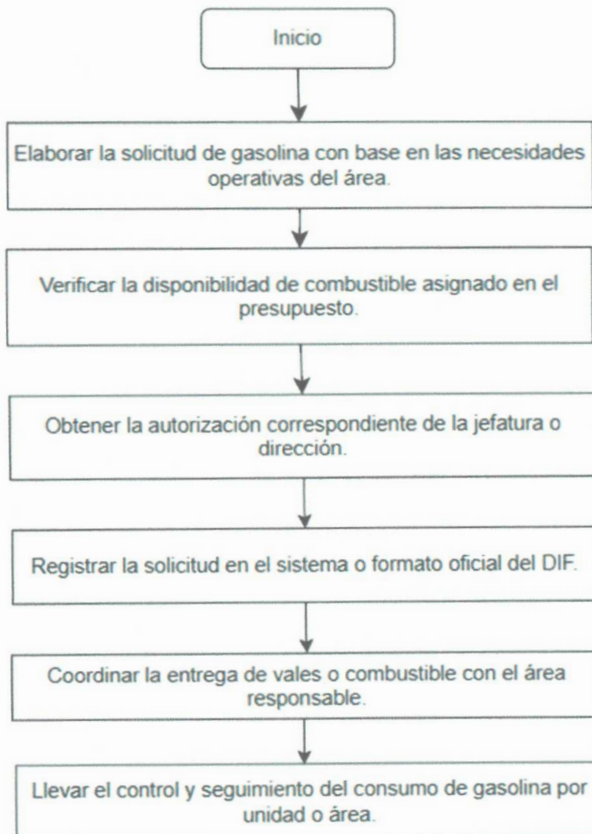 Inicio
Elaborar la solicitud de gasolina con base en las necesidades
operativas del área.
Verificar la disponibilidad de combustible asignado en el
presupuesto.
Obtener la autorización correspondiente de la jefatura o
dirección.
Registrar la solicitud en el sistema o formato oficial del DIF.
Coordinar la entrega de vales o combustible con el área
responsable.
Llevar el control y seguimiento del consumo de gasolina por
unidad o área.